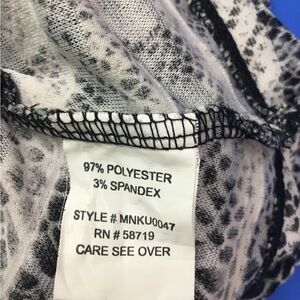 97% POLYESTER
3% SPANDEX
STYLE # MNKU0047
RN # 58719
CARE SEE OVER